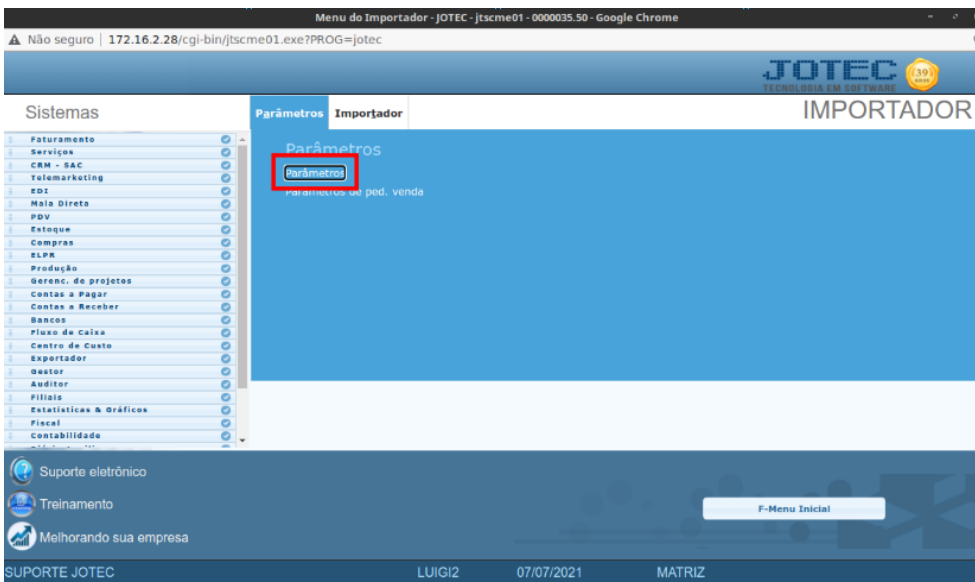 Menu do Importador - JOTEC - jtscme01 - 0000035.50 - Google Chrome
Não seguro | 172.16.2.28/cgi-bin/jtscme01.exe?PROG=jotec
JOTEC 39 anos
TECNOLOGIA EM SOFTWARE
Sistemas
Parâmetros Importador
IMPORTADOR
Faturamento
Serviços
CRM - SAC
Telemarketing
EDI
Mala Direta
PDV
Estoque
Compras
ELPR
Produção
Gerenc. de projetos
Contas a Pagar
Contas a Receber
Bancos
Fluxo de Caixa
Centro de Custo
Exportador
Gestor
Auditor
Filiais
Estatísticas & Gráficos
Fiscal
Contabilidade
Parâmetros
Parâmetros
Parâmetros de ped. venda
Suporte eletrônico
Treinamento
Melhorando sua empresa
F-Menu Inicial
SUPORTE JOTEC LUIGI2 07/07/2021 MATRIZ